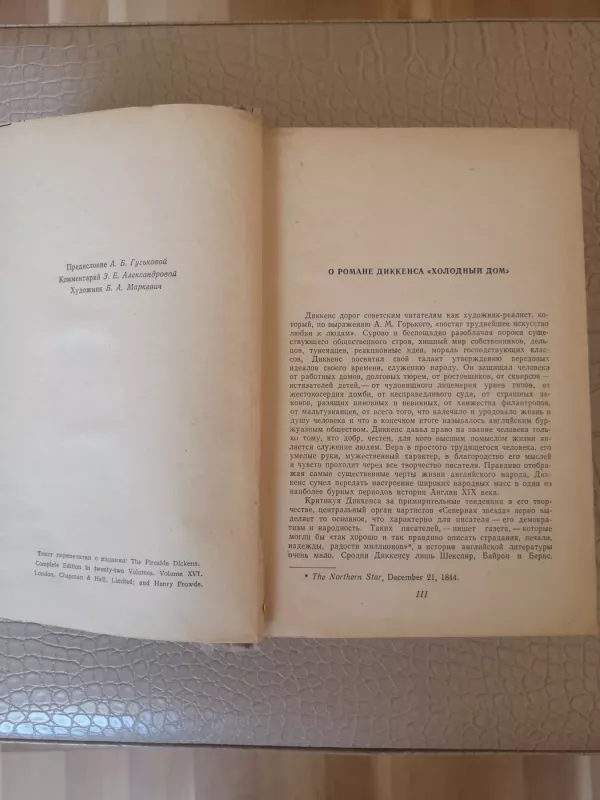 Предисловие А. Б. Гуськовой
Комментарий З. Е. Александровой
Художник Б. А. Маркевич
Текст перепечатан с издания: The Fireside Dickens.
Complete Edition in twenty-two Volumes. Volume XVI.
London, Chapman & Hall, Limited; and Henry Frowde.
О РОМАНЕ ДИККЕНСА «ХОЛОДНЫЙ ДОМ»
Диккенс дорог советским читателям как художник-реалист, ко-
торый, по выражению А. М. Горького, «постиг труднейшее искусство
любви к людям». Сурово и беспощадно разоблачая пороки суще-
ствующего общественного строя, хищный мир собственников, дель-
цов, тунеядцев, реакционные идеи, мораль господствующих клас-
сов, Диккенс посвятил свой талант утверждению передовых
идеалов своего времени, служению народу. Он защищал человека
от работных домов, долговых тюрем, от ростовщиков, от сквирсов —
истязателей детей, — от чудовищного лицемерия урией гипов, от
жестокосердия домби, от несправедливого суда, от страшных за-
конов, разящих виновных и невинных, от ханжества филантропов,
от мальтузианцев, от всего того, что калечило и уродовало жизнь и
душу человека и что в конечном итоге называлось английским бур-
жуазным обществом. Диккенс давал право на звание человека
только тому, кто добр, честен, для кого высшим помыслом жизни яв-
ляется служение людям. Вера в простого трудящегося человека, его
умелые руки, мужественный характер, в благородство его мыслей
и чувств проходит через все творчество писателя. Правдиво отобра-
жая самые существенные черты жизни английского народа, Дик-
кенс сумел передать настроение широких народных масс в один из
наиболее бурных периодов истории Англии XIX века.
Критикуя Диккенса за примирительные тенденции в его твор-
честве, центральный орган чартистов «Северная звезда» верно вы-
деляет то основное, что характерно для писателя — его демокра-
тизм и народность. Таких писателей, — пишет газета, — которые
могли бы «так хорошо и так правдиво описать страдания, печали,
надежды, радости миллионов»*, в истории английской литературы
очень мало. Сродни Диккенсу лишь Шекспир, Байрон и Бернс.
* The Northern Star, December 21, 1844.
III